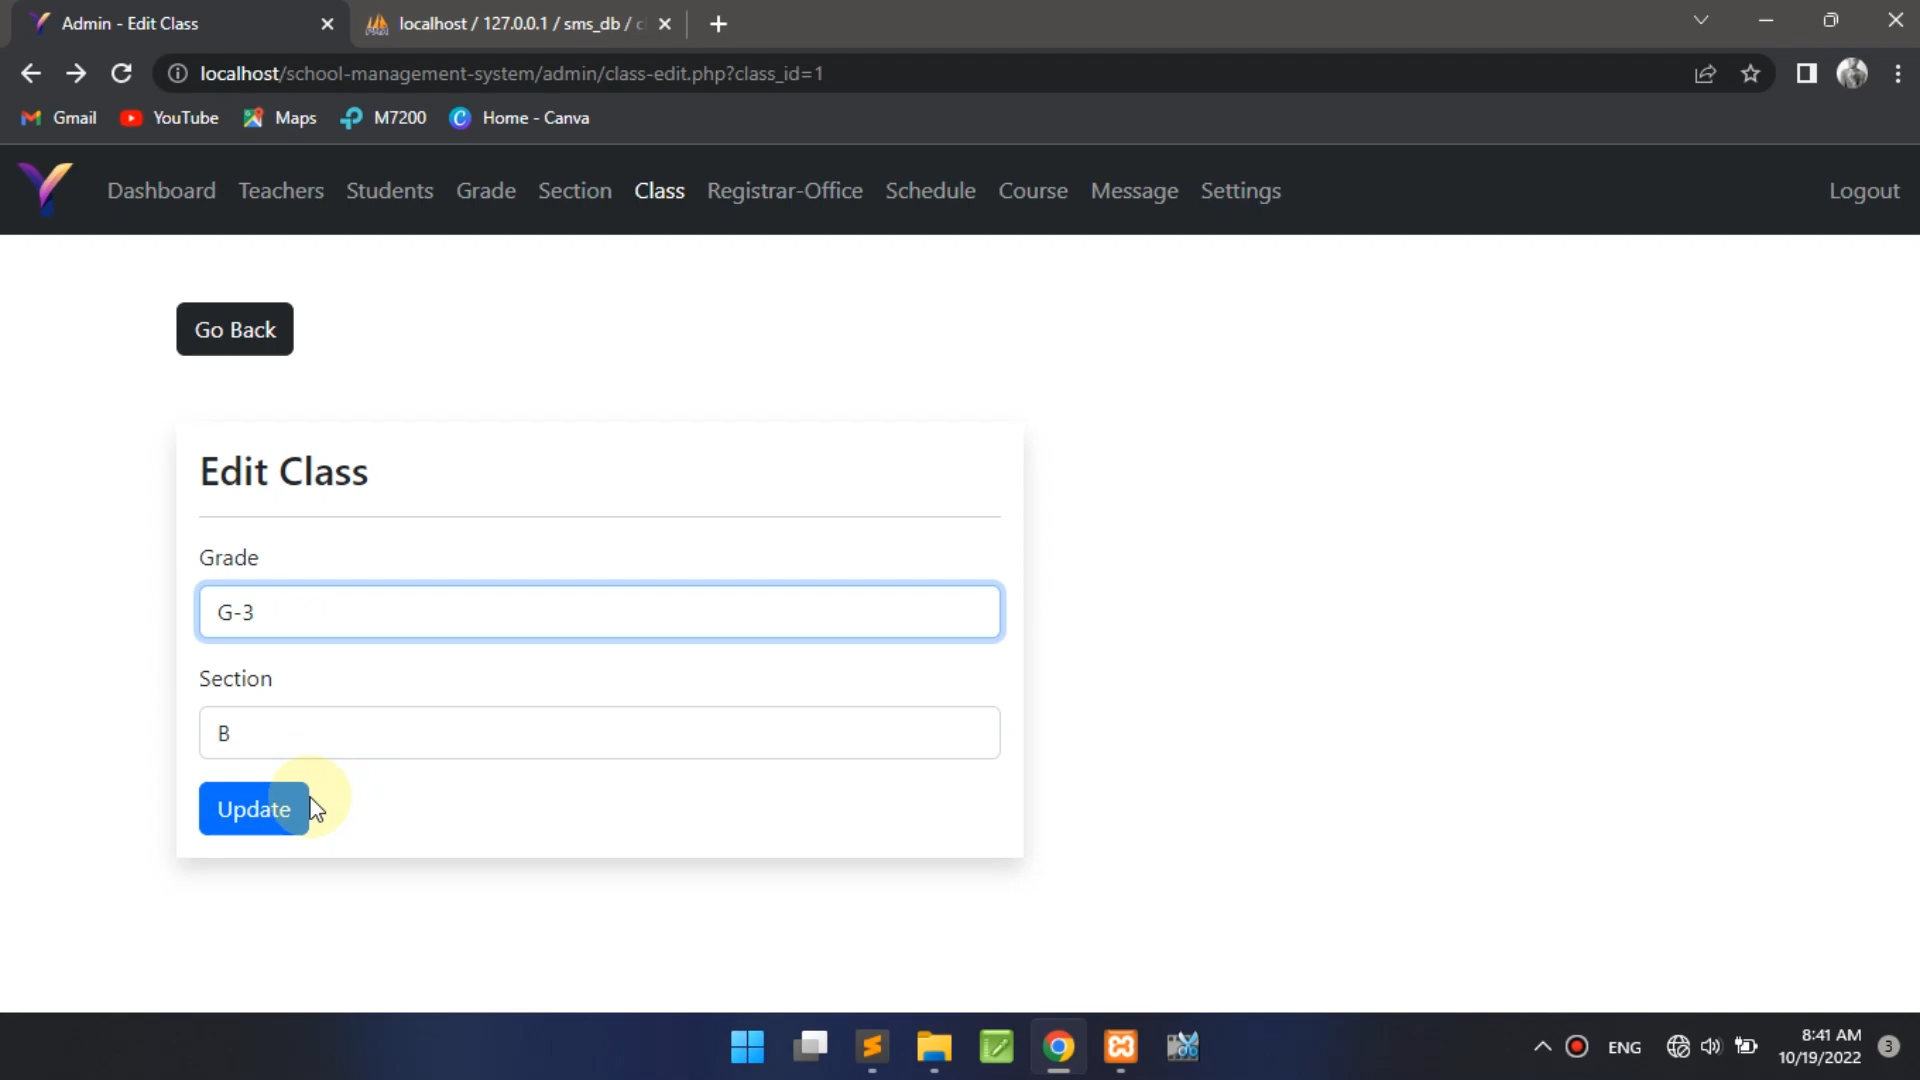 Admin - Edit Class
localhost / 127.0.0.1 / sms_db / c
localhost/school-management-system/admin/class-edit.php?class_id=1
Gmail YouTube Maps M7200 Home - Canva
Dashboard Teachers Students Grade Section Class Registrar-Office Schedule Course Message Settings Logout
Go Back
Edit Class
Grade
G-3
Section
B
Update
ENG
8:41 AM
10/19/2022
3